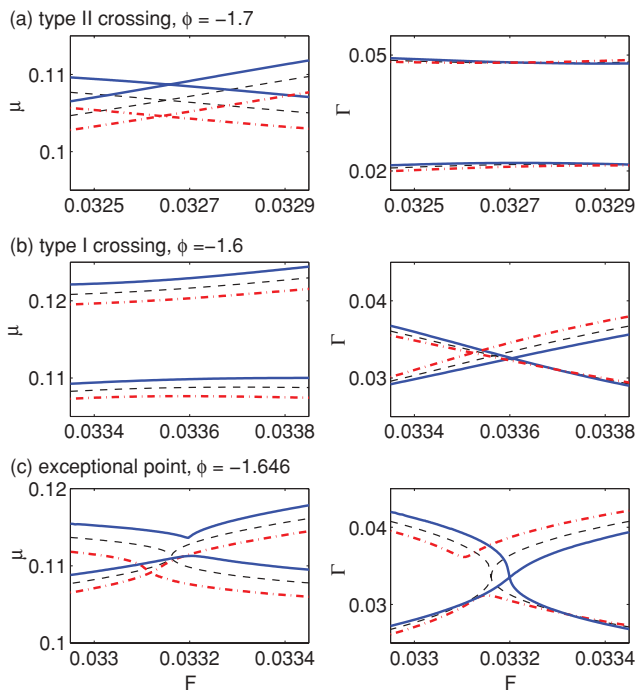 (a) type II crossing, ϕ = −1.7
0.11
0.1
μ
0.0325
0.0327
0.0329
0.05
0.02
Γ
0.0325
0.0327
0.0329
(b) type I crossing, ϕ =−1.6
0.12
0.11
μ
0.0334
0.0336
0.0338
0.04
0.03
Γ
0.0334
0.0336
0.0338
(c) exceptional point, ϕ = −1.646
0.12
0.11
0.1
μ
0.033
0.0332
0.0334
F
0.04
0.03
Γ
0.033
0.0332
0.0334
F